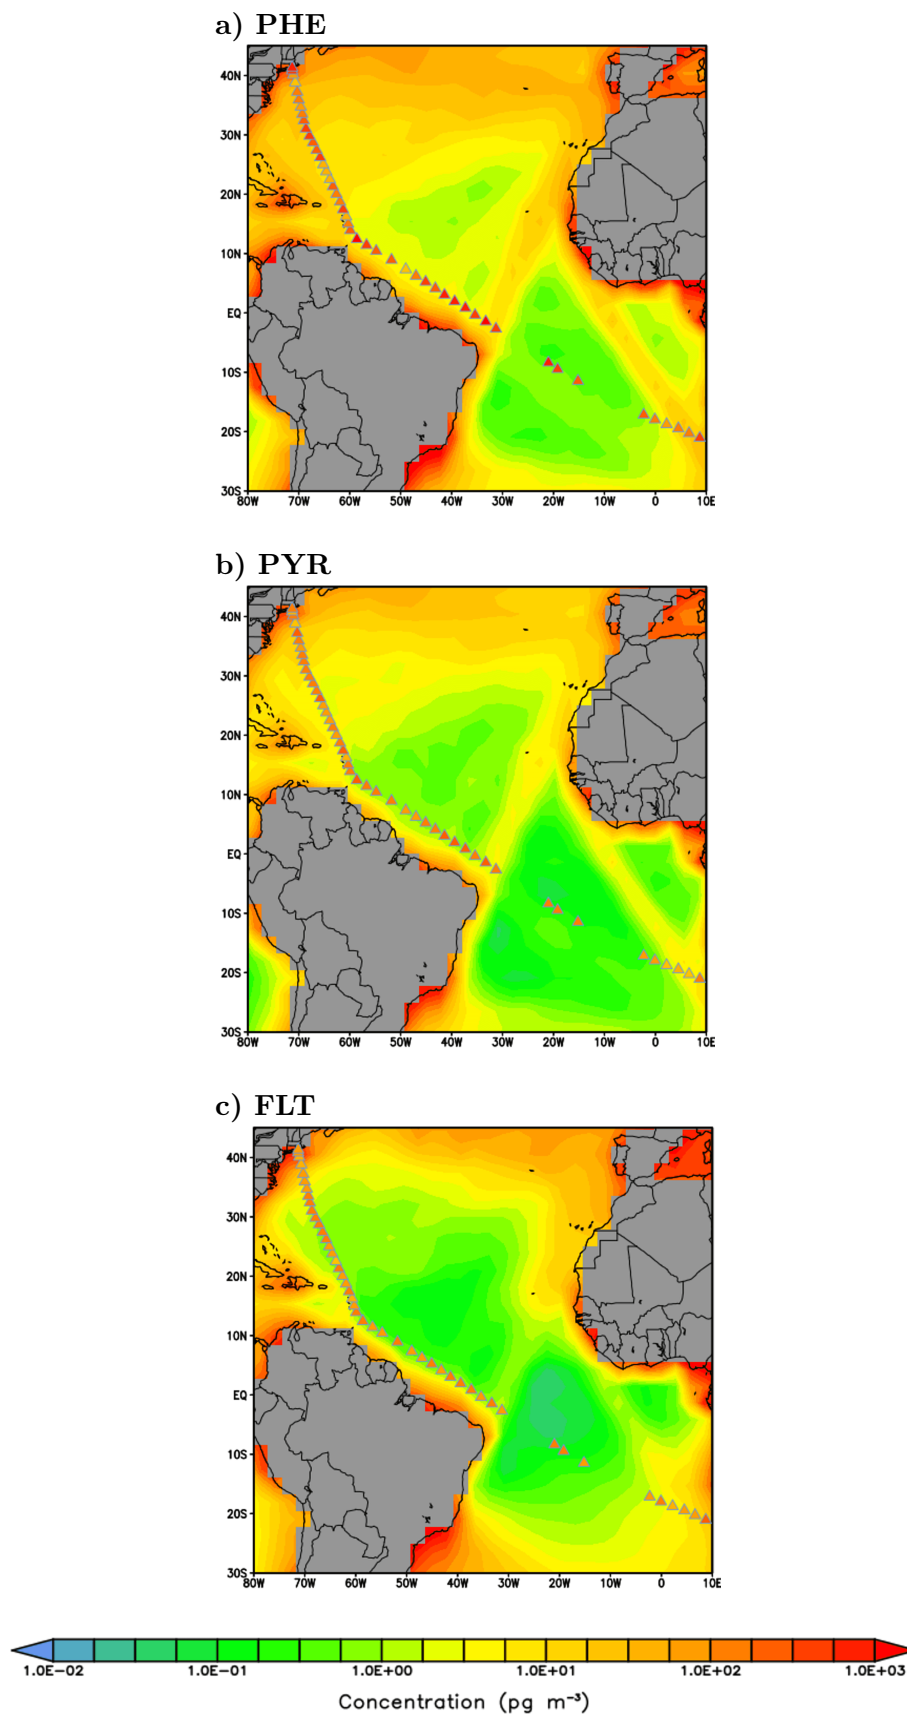 a) PHE
40N
30N
20N
10N
EQ
10S
20S
30S
80W 70W 60W 50W 40W 30W 20W 10W 0 10E
b) PYR
40N
30N
20N
10N
EQ
10S
20S
30S
80W 70W 60W 50W 40W 30W 20W 10W 0 10E
c) FLT
40N
30N
20N
10N
EQ
10S
20S
30S
80W 70W 60W 50W 40W 30W 20W 10W 0 10E
1.0E-02 1.0E-01 1.0E+00 1.0E+01 1.0E+02 1.0E+03
Concentration (pg m⁻³)